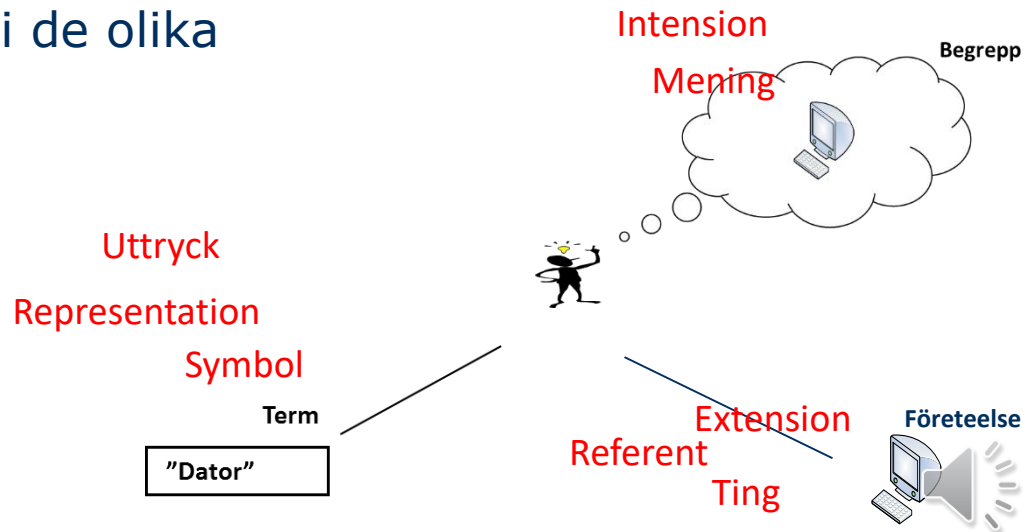 i de olika
Intension
Begrepp
Mening
Uttryck
Representation
Symbol
Term
"Dator"
Extension
Företeelse
Referent
Ting